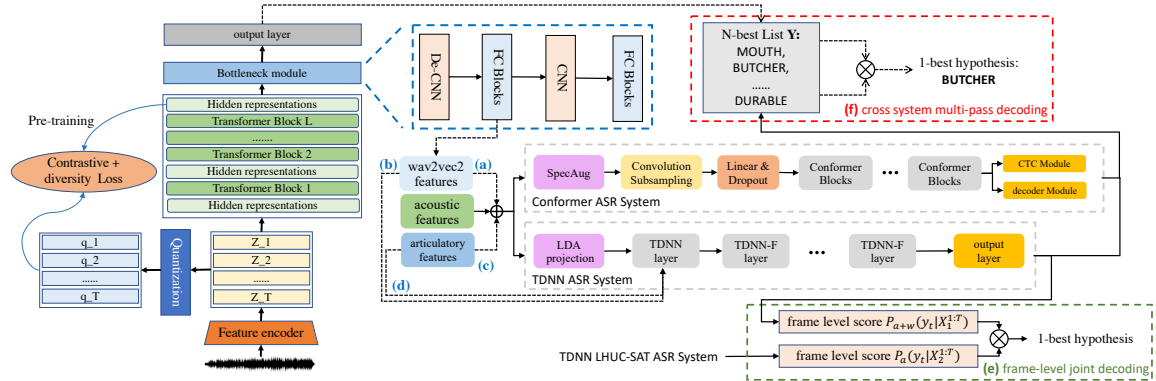 output layer
Bottleneck module
Hidden representations
Transformer Block L
.......
Transformer Block 2
Hidden representations
Transformer Block 1
Hidden representations
Pre-training
Contrastive +
diversity Loss
q_1
q_2
......
q_T
Quantization
Z_1
Z_2
......
Z_T
Feature encoder
De-CNN
FC Blocks
CNN
FC Blocks
N-best List Y:
MOUTH,
BUTCHER,
......
DURABLE
1-best hypothesis:
BUTCHER
(f) cross system multi-pass decoding
(b)
(a)
wav2vec2
features
acoustic
features
articulatory
features
(c)
(d)
SpecAug
Convolution
Subsampling
Linear &
Dropout
Conformer
Blocks
...
Conformer
Blocks
CTC Module
decoder Module
Conformer ASR System
LDA
projection
TDNN
layer
TDNN-F
layer
...
TDNN-F
layer
output
layer
TDNN ASR System
frame level score $P_{a+w}(y_t|X_1^{1:T})$
TDNN LHUC-SAT ASR System
frame level score $P_a(y_t|X_2^{1:T})$
1-best hypothesis
(e) frame-level joint decoding